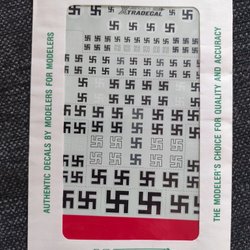 XTRADECAL
AUTHENTIC DECALS BY MODELERS FOR MODELERS
THE MODELER'S CHOICE FOR QUALITY AND ACCURACY